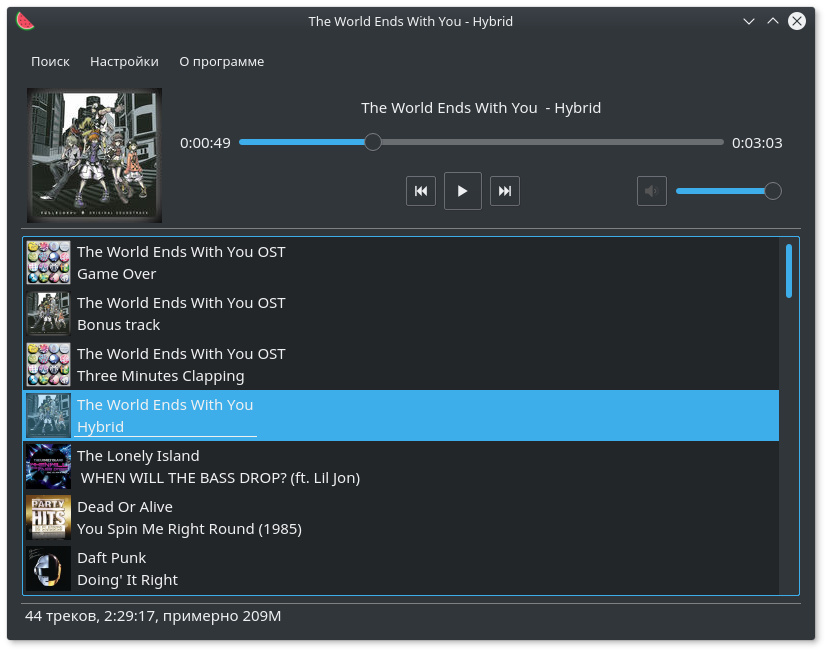 The World Ends With You - Hybrid
Поиск Настройки О программе
The World Ends With You  - Hybrid
0:00:49 0:03:03
ORIGINAL SOUNDTRACK
The World Ends With You OST
Game Over
The World Ends With You OST
Bonus track
The World Ends With You OST
Three Minutes Clapping
The World Ends With You
Hybrid
The Lonely Island
WHEN WILL THE BASS DROP? (ft. Lil Jon)
PARTY
HITS
Dead Or Alive
You Spin Me Right Round (1985)
Daft Punk
Doing' It Right
44 треков, 2:29:17, примерно 209M